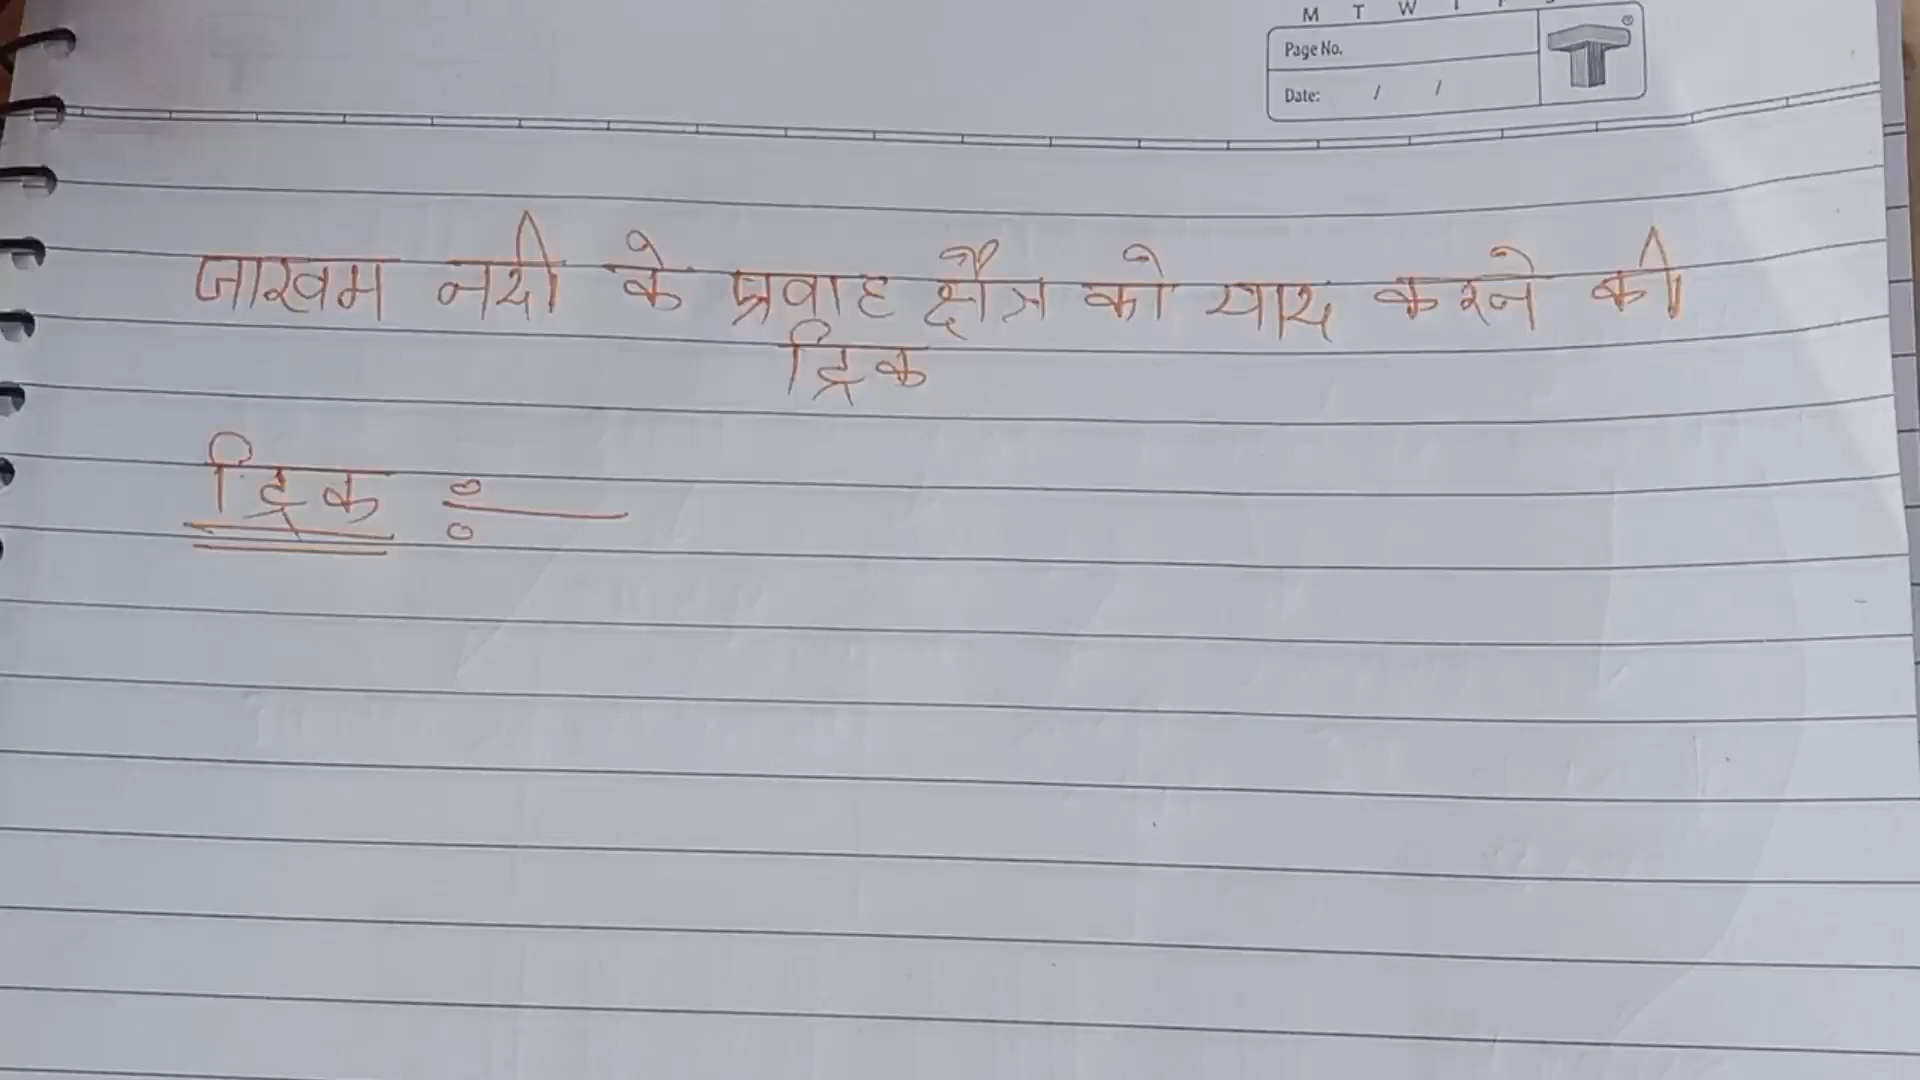 M T W
Page No.
Date: / /
जाखम नदी के प्रवाह क्षैत्र को याद करने की
ट्रिक
ट्रिक :—